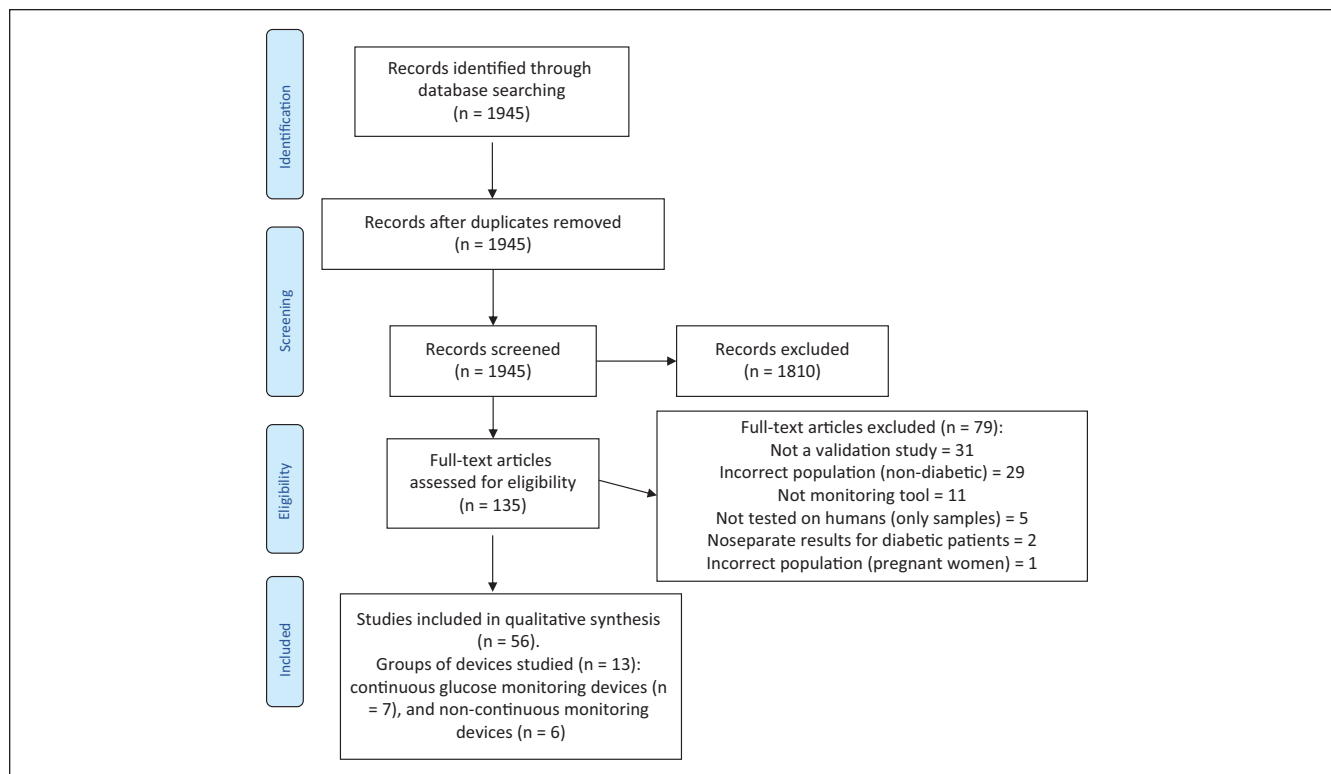 Identification
Records identified through
database searching
(n = 1945)
Records after duplicates removed
(n = 1945)
Screening
Records screened
(n = 1945)
Records excluded
(n = 1810)
Eligibility
Full-text articles
assessed for eligibility
(n = 135)
Full-text articles excluded (n = 79):
Not a validation study = 31
Incorrect population (non-diabetic) = 29
Not monitoring tool = 11
Not tested on humans (only samples) = 5
Noseparate results for diabetic patients = 2
Incorrect population (pregnant women) = 1
Included
Studies included in qualitative synthesis
(n = 56).
Groups of devices studied (n = 13):
continuous glucose monitoring devices (n
= 7), and non-continuous monitoring
devices (n = 6)